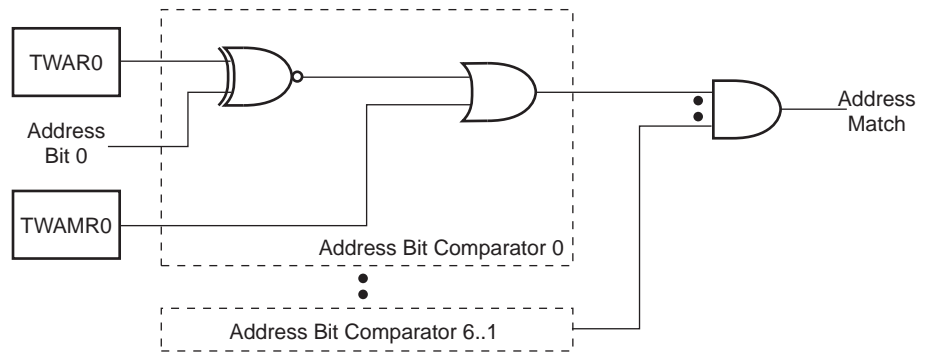 TWAR0
Address
Bit 0
TWAMR0
Address Bit Comparator 0
Address Bit Comparator 6..1
Address
Match